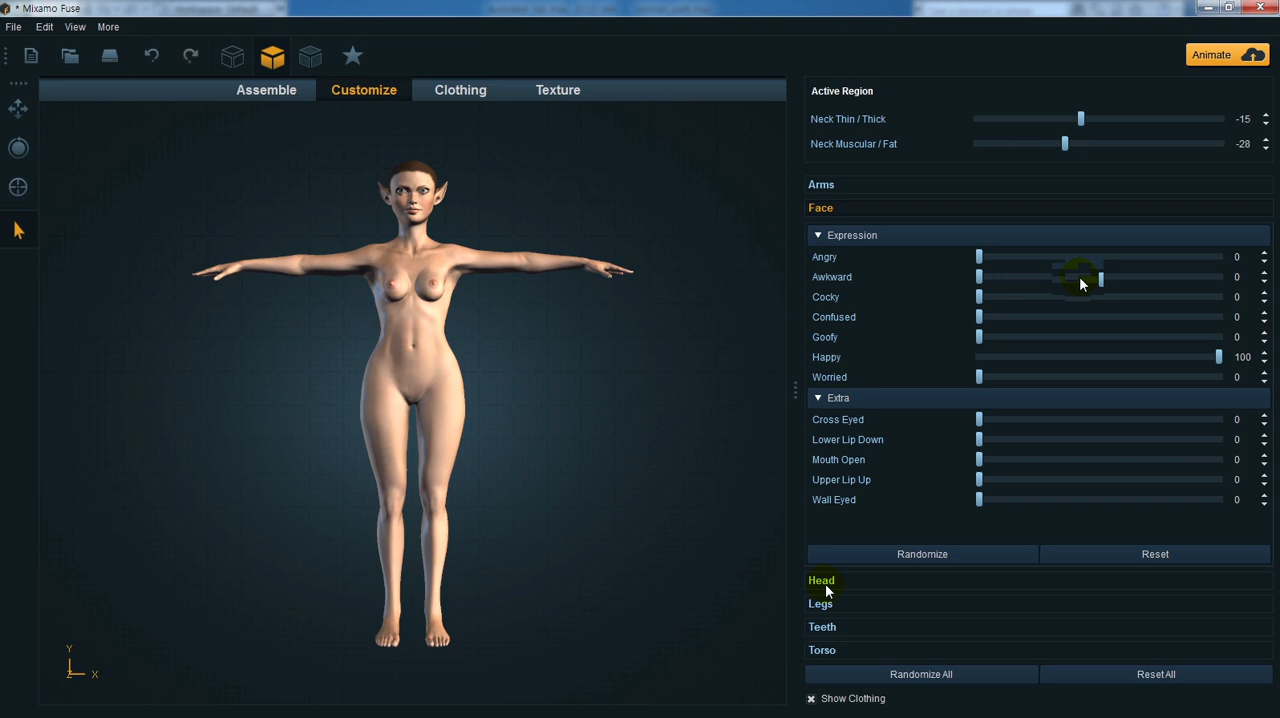 * Mixamo Fuse
File Edit View More
Animate
Assemble Customize Clothing Texture
Active Region
Neck Thin / Thick -15
Neck Muscular / Fat -28
Arms
Face
Expression
Angry 0
Awkward 0
Cocky 0
Confused 0
Goofy 0
Happy 100
Worried 0
Extra
Cross Eyed 0
Lower Lip Down 0
Mouth Open 0
Upper Lip Up 0
Wall Eyed 0
Randomize Reset
Head
Legs
Teeth
Torso
Randomize All Reset All
Show Clothing
Y
Z X